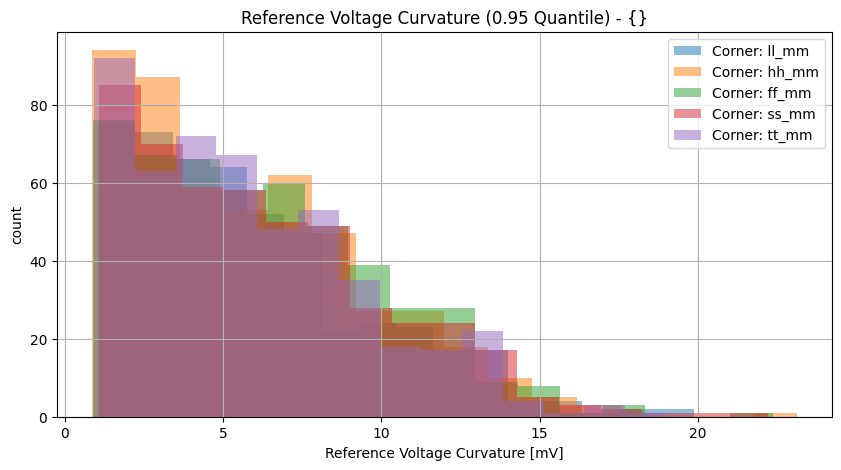 Reference Voltage Curvature (0.95 Quantile) - {}
Corner: ll_mm
Corner: hh_mm
Corner: ff_mm
Corner: ss_mm
Corner: tt_mm
count
80
60
40
20
0
0 5 10 15 20
Reference Voltage Curvature [mV]